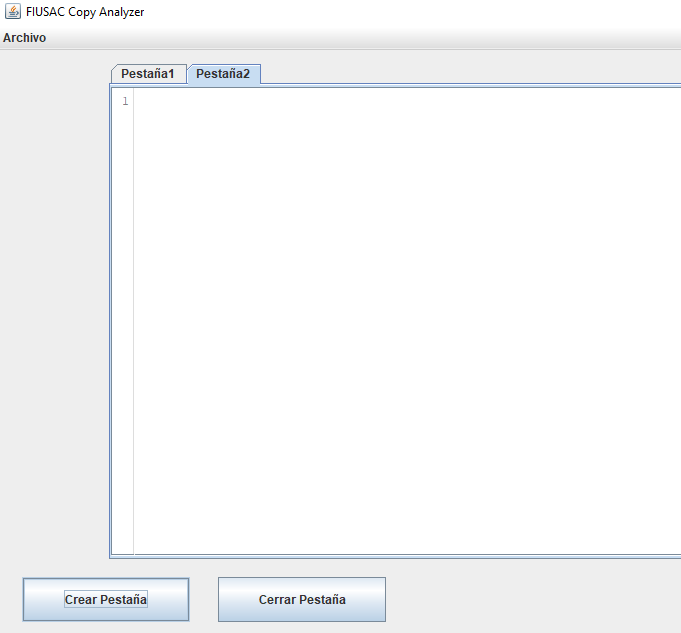 FIUSAC Copy Analyzer
Archivo
Pestaña1 Pestaña2
1
Crear Pestaña Cerrar Pestaña